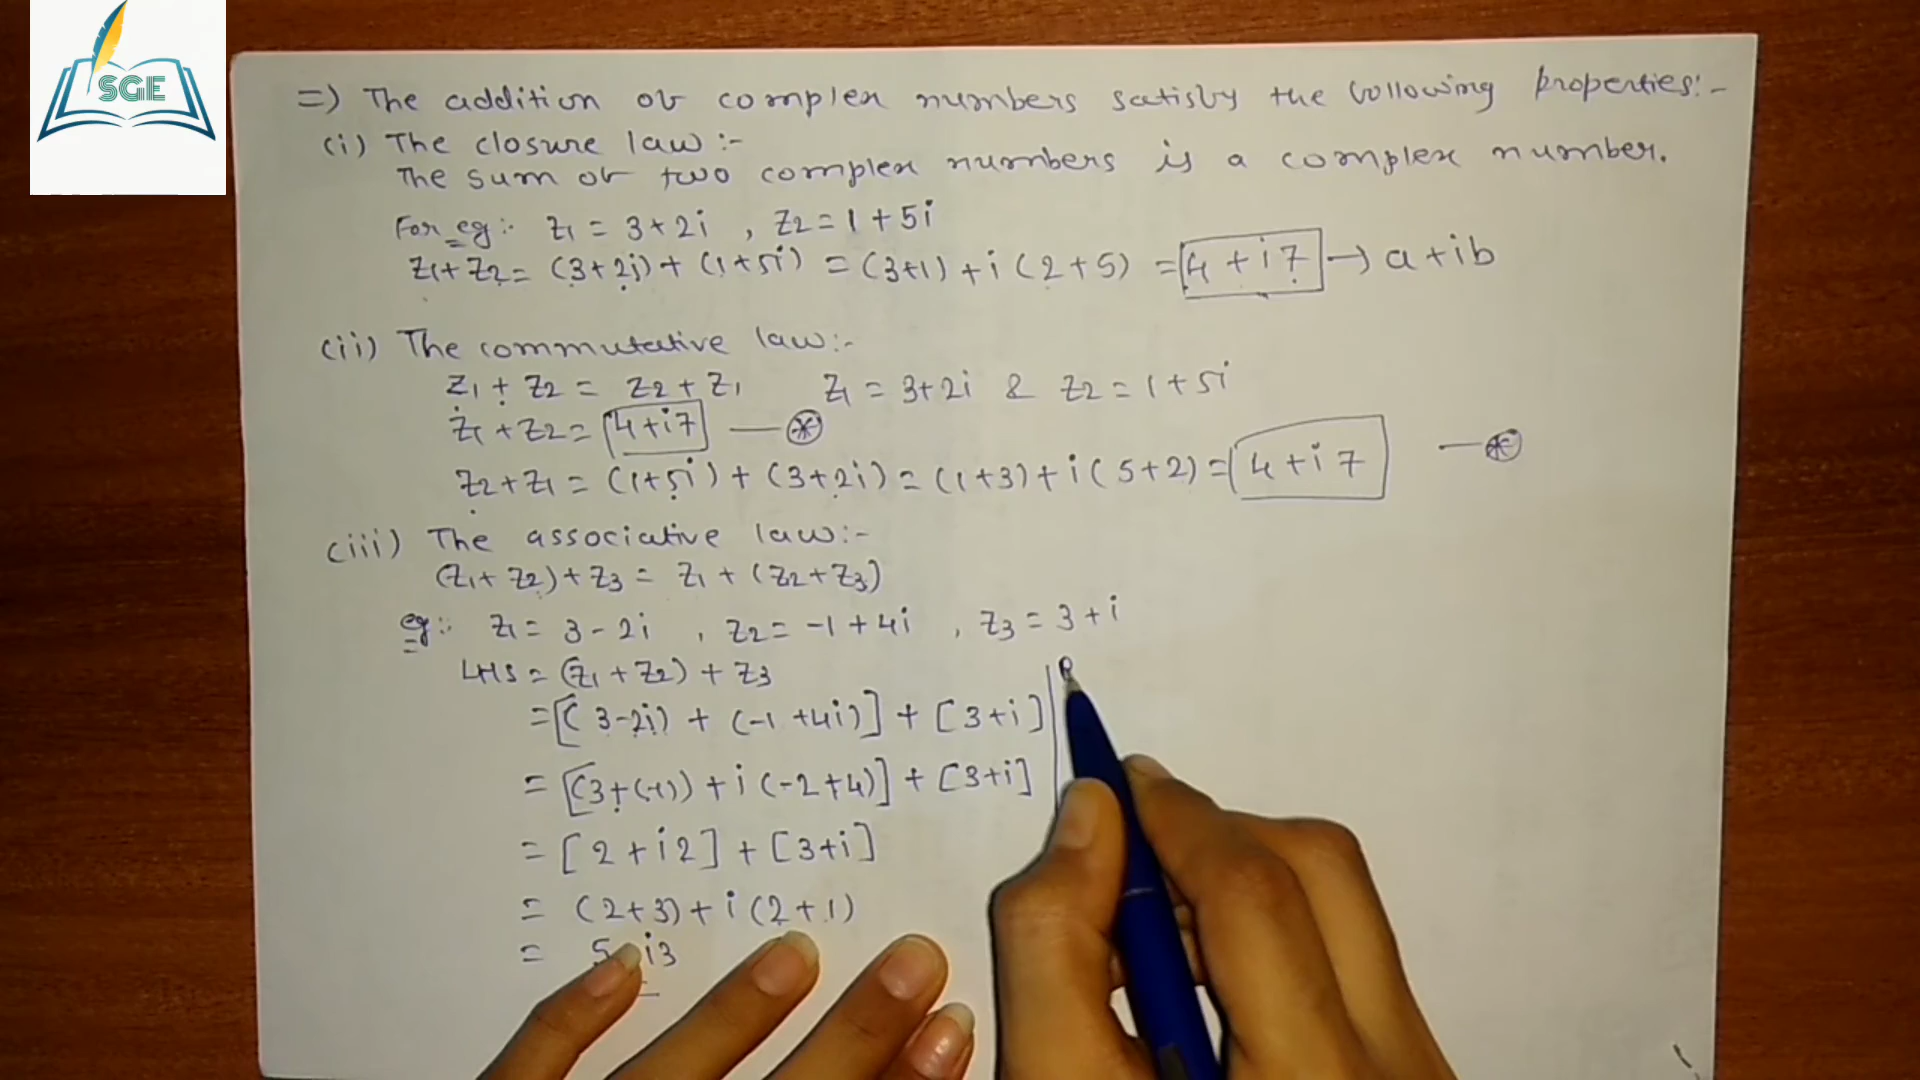 SGE
=) The addition of complex numbers satisfy the following properties:-
(i) The closure law:-
The sum of two complex numbers is a complex number.
For eg:- z1 = 3+2i , z2 = 1+5i
z1+z2 = (3+2i) + (1+5i) = (3+1) + i(2+5) = 4+i7 → a+ib
(ii) The commutative law:-
z1 + z2 = z2 + z1 z1 = 3+2i & z2 = 1+5i
z1+z2 = 4+i7 — ⊛
z2+z1 = (1+5i) + (3+2i) = (1+3) + i(5+2) = 4+i7 — ⊛
(iii) The associative law:-
(z1+z2)+z3 = z1+(z2+z3)
eg:- z1 = 3-2i , z2 = -1+4i , z3 = 3+i
LHS = (z1+z2) + z3
= [(3-2i) + (-1+4i)] + [3+i]
= [(3+(-1)) + i(-2+4)] + [3+i]
= [2+i2] + [3+i]
= (2+3) + i(2+1)
= 5 i3